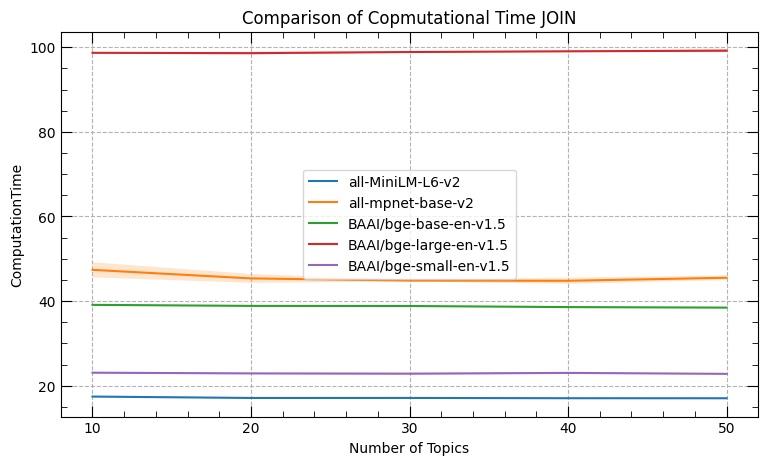 Comparison of Copmutational Time JOIN
100
80
60
40
20
ComputationTime
all-MiniLM-L6-v2
all-mpnet-base-v2
BAAI/bge-base-en-v1.5
BAAI/bge-large-en-v1.5
BAAI/bge-small-en-v1.5
10 20 30 40 50
Number of Topics